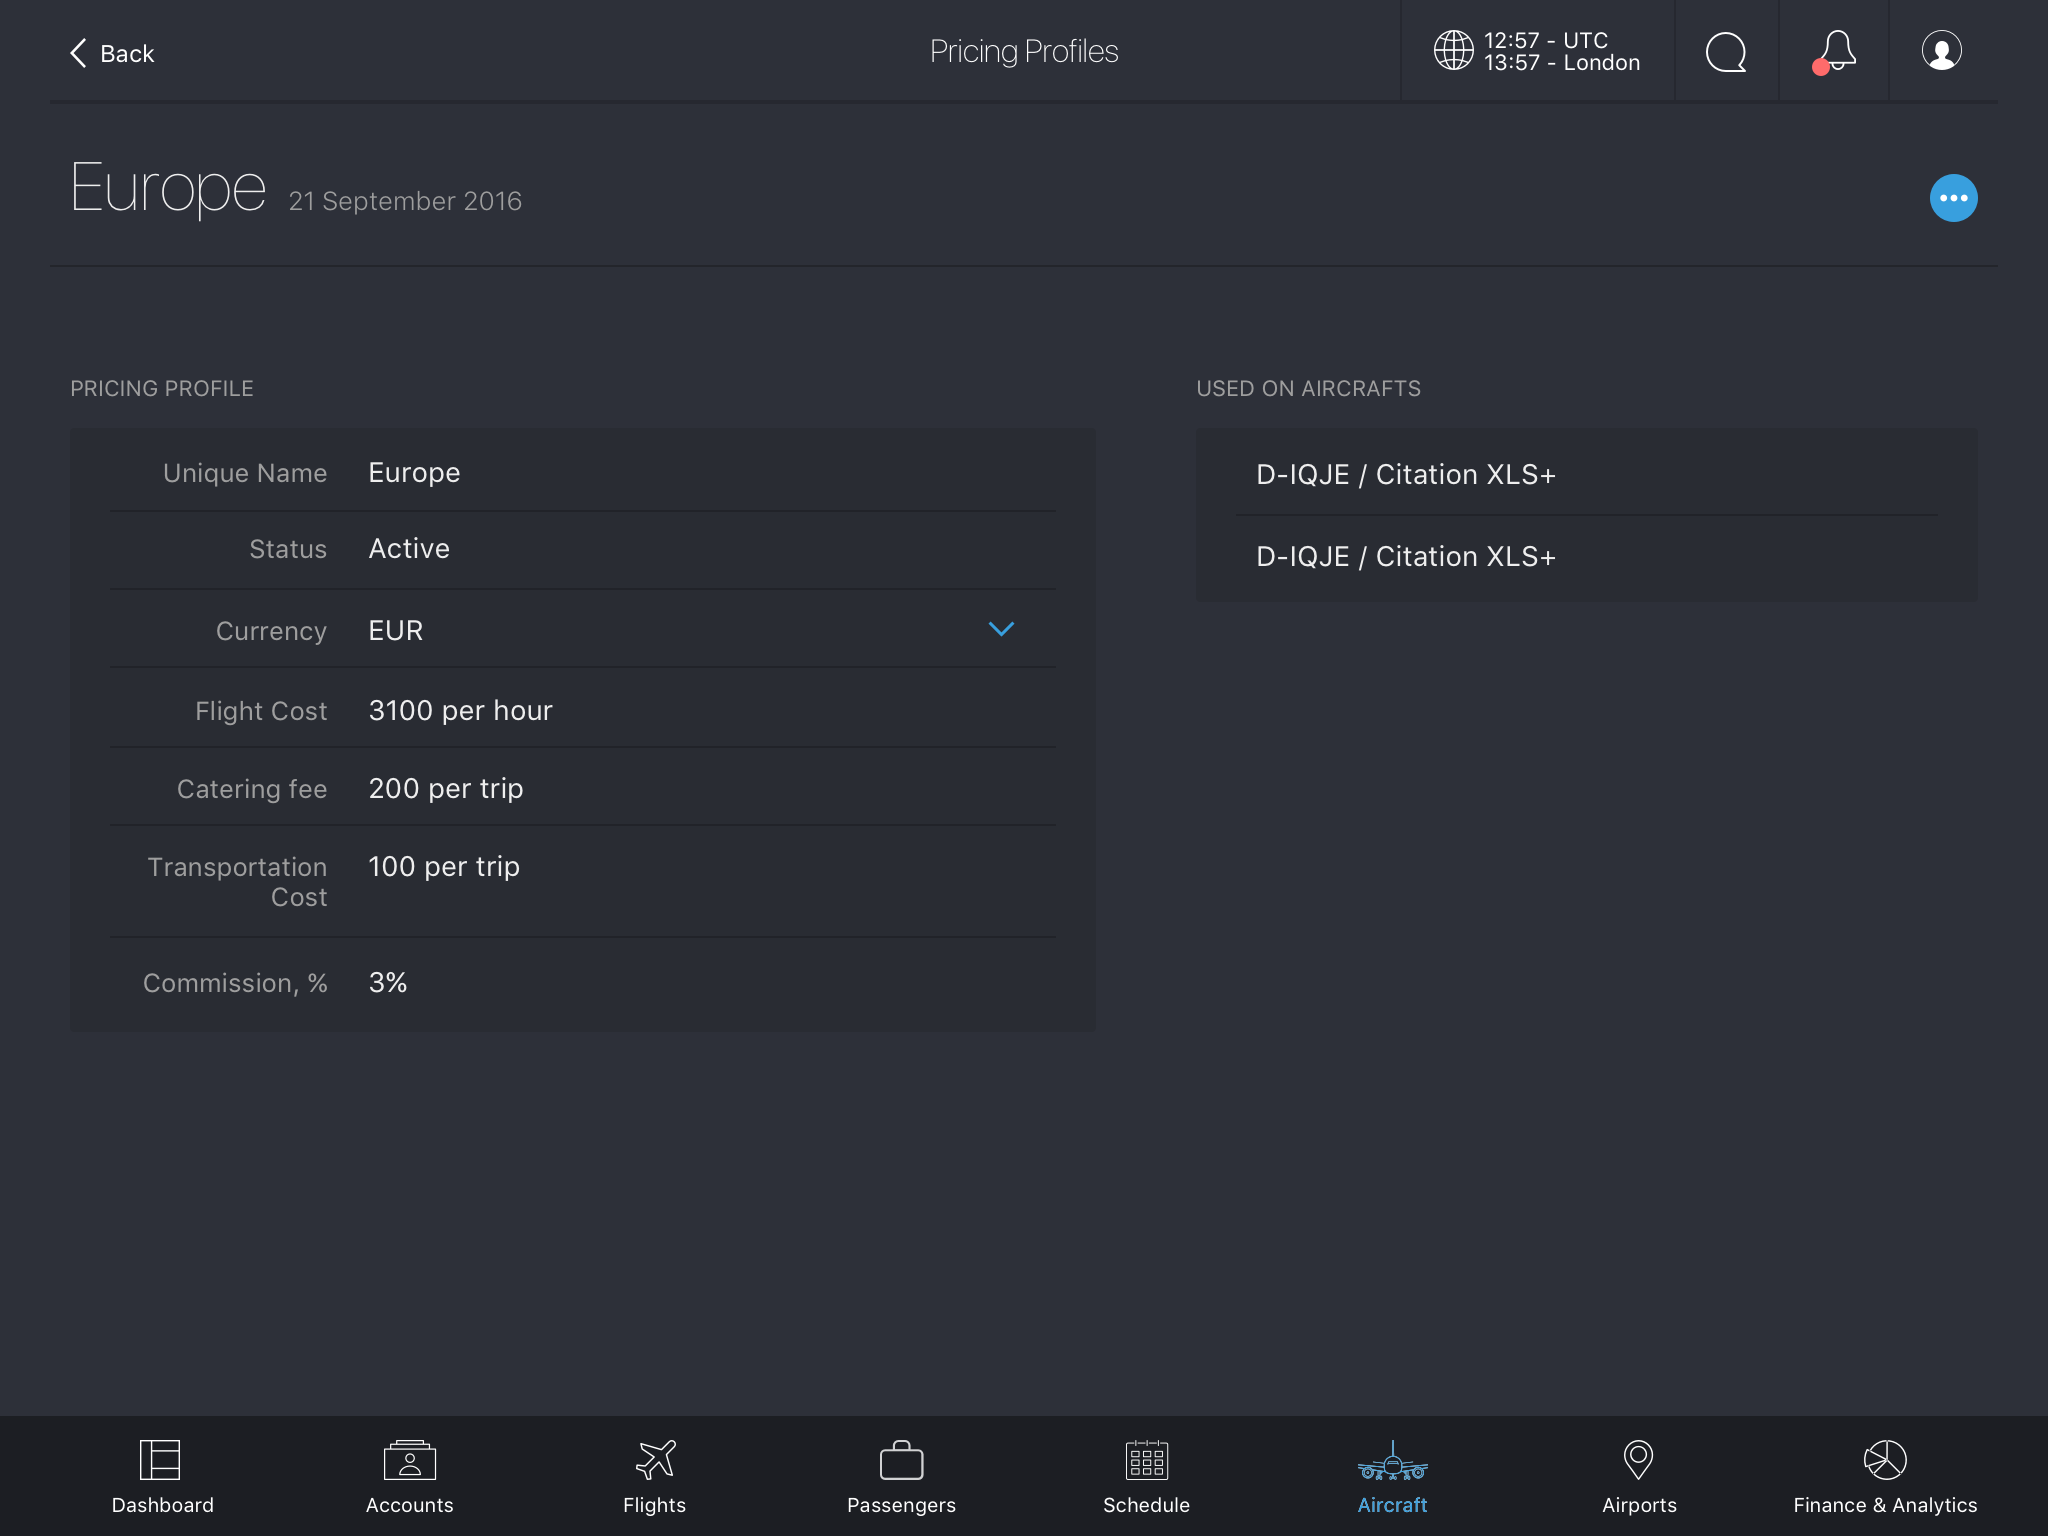 Back
Pricing Profiles
12:57 - UTC
13:57 - London
Europe 21 September 2016
PRICING PROFILE
Unique Name Europe
Status Active
Currency EUR
Flight Cost 3100 per hour
Catering fee 200 per trip
Transportation 100 per trip
Cost
Commission, % 3%
USED ON AIRCRAFTS
D-IQJE / Citation XLS+
D-IQJE / Citation XLS+
Dashboard
Accounts
Flights
Passengers
Schedule
Aircraft
Airports
Finance & Analytics